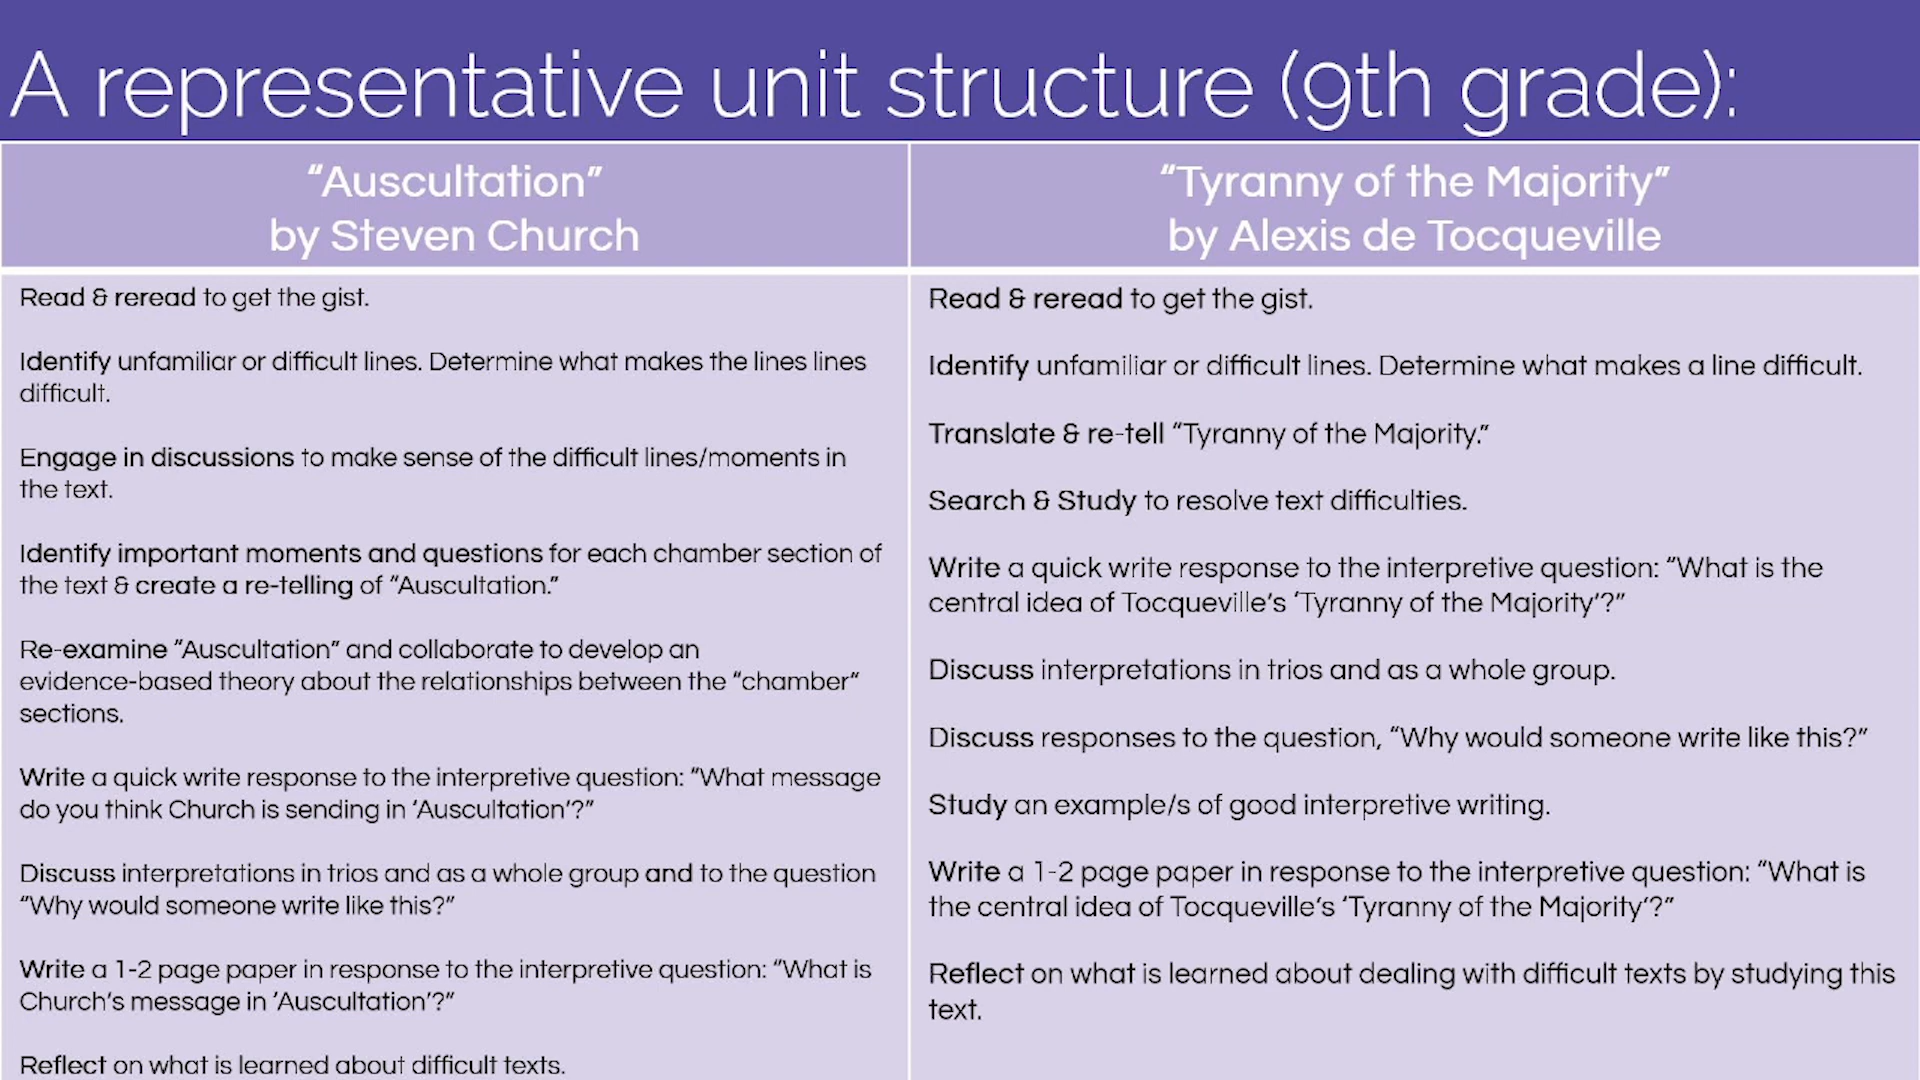 A representative unit structure (9th grade):
“Auscultation”
by Steven Church
Read & reread to get the gist.
Identify unfamiliar or difficult lines. Determine what makes the lines lines
difficult.
Engage in discussions to make sense of the difficult lines/moments in
the text.
Identify important moments and questions for each chamber section of
the text & create a re-telling of “Auscultation.”
Re-examine “Auscultation” and collaborate to develop an
evidence-based theory about the relationships between the “chamber”
sections.
Write a quick write response to the interpretive question: “What message
do you think Church is sending in ‘Auscultation’?”
Discuss interpretations in trios and as a whole group and to the question
“Why would someone write like this?”
Write a 1-2 page paper in response to the interpretive question: “What is
Church’s message in ‘Auscultation’?”
Reflect on what is learned about difficult texts.
“Tyranny of the Majority”
by Alexis de Tocqueville
Read & reread to get the gist.
Identify unfamiliar or difficult lines. Determine what makes a line difficult.
Translate & re-tell “Tyranny of the Majority.”
Search & Study to resolve text difficulties.
Write a quick write response to the interpretive question: “What is the
central idea of Tocqueville’s ‘Tyranny of the Majority’?”
Discuss interpretations in trios and as a whole group.
Discuss responses to the question, “Why would someone write like this?”
Study an example/s of good interpretive writing.
Write a 1-2 page paper in response to the interpretive question: “What is
the central idea of Tocqueville’s ‘Tyranny of the Majority’?”
Reflect on what is learned about dealing with difficult texts by studying this
text.